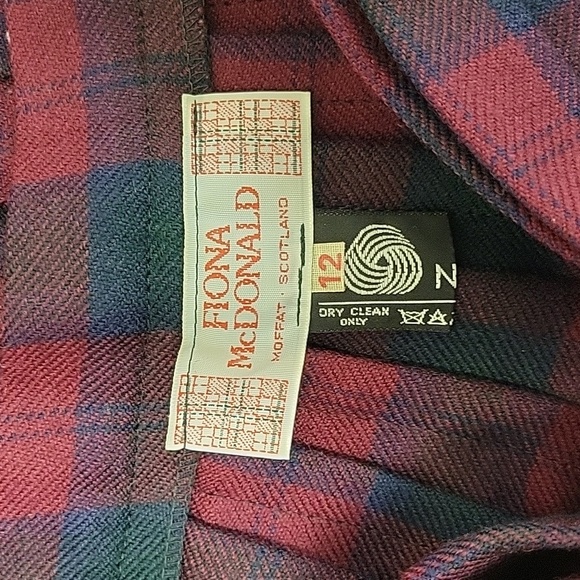 FIONA
McDONALD
MOFFAT · SCOTLAND
12
N
DRY CLEAN
ONLY